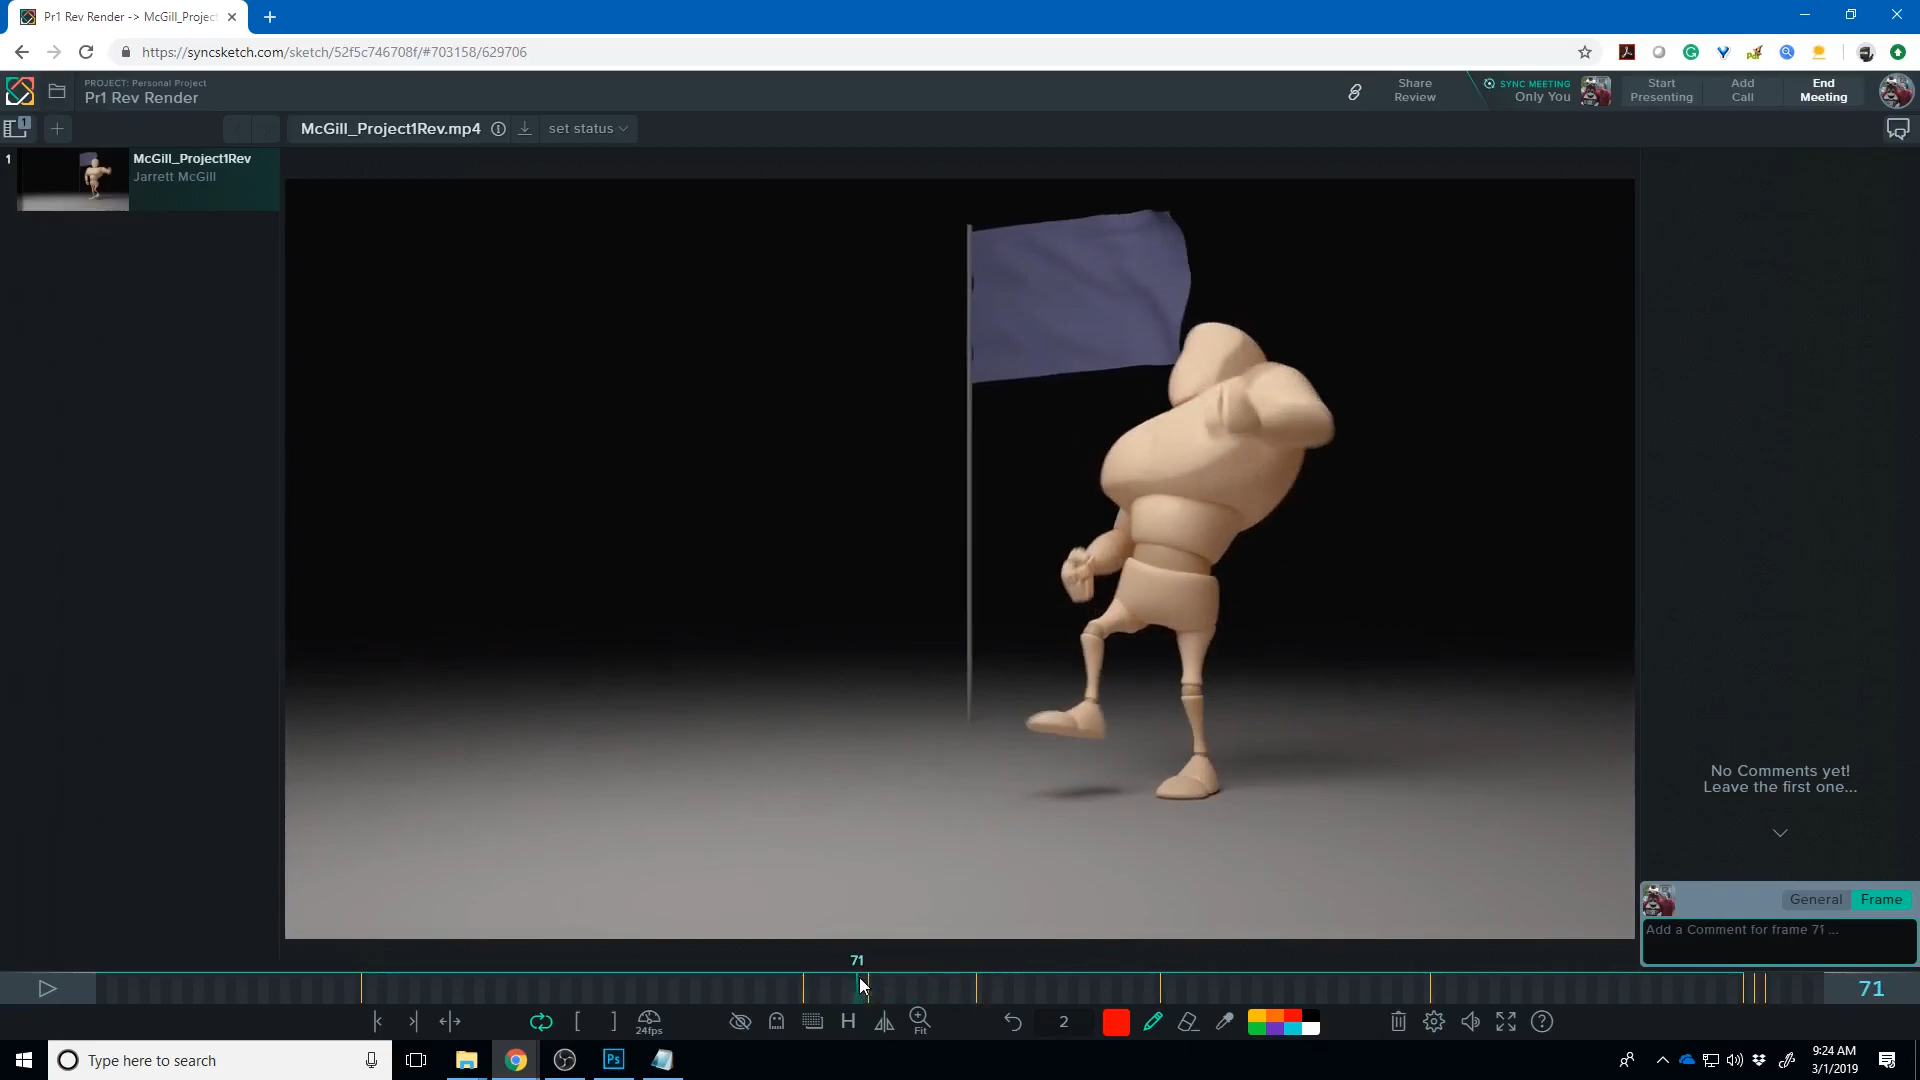 Pr1 Rev Render -> McGill_Project
https://syncsketch.com/sketch/52f5c746708f/#703158/629706
PROJECT: Personal Project
Pr1 Rev Render
Share
Review
SYNC MEETING
Only You
Start
Presenting
Add
Call
End
Meeting
1
McGill_Project1Rev.mp4
set status
1
McGill_Project1Rev
Jarrett McGill
No Comments yet!
Leave the first one...
General
Frame
Add a Comment for frame 71 ...
71
71
24fps
H
Fit
2
Type here to search
Ps
9:24 AM
3/1/2019